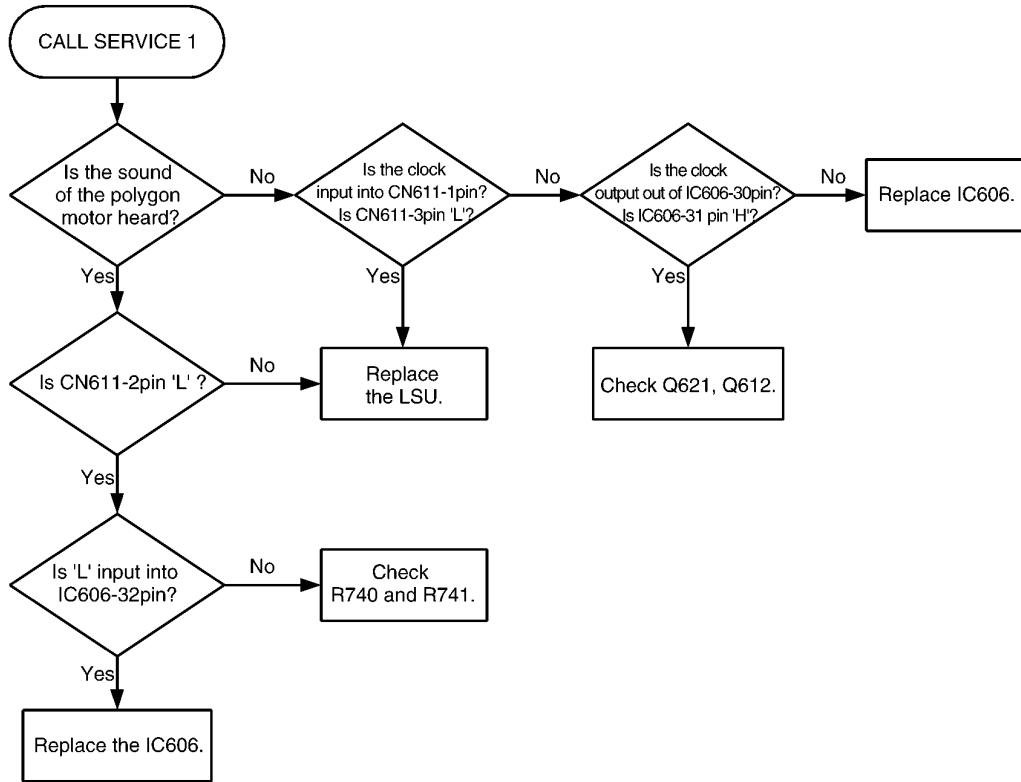 CALL SERVICE 1
Is the sound
of the polygon
motor heard?
No
Is the clock
input into CN611-1pin?
Is CN611-3pin 'L'?
No
Is the clock
output out of IC606-30pin?
Is IC606-31 pin 'H'?
No
Replace IC606.
Yes
Yes
Yes
Is CN611-2pin 'L' ?
No
Replace
the LSU.
Check Q621, Q612.
Yes
Is 'L' input into
IC606-32pin?
No
Check
R740 and R741.
Yes
Replace the IC606.